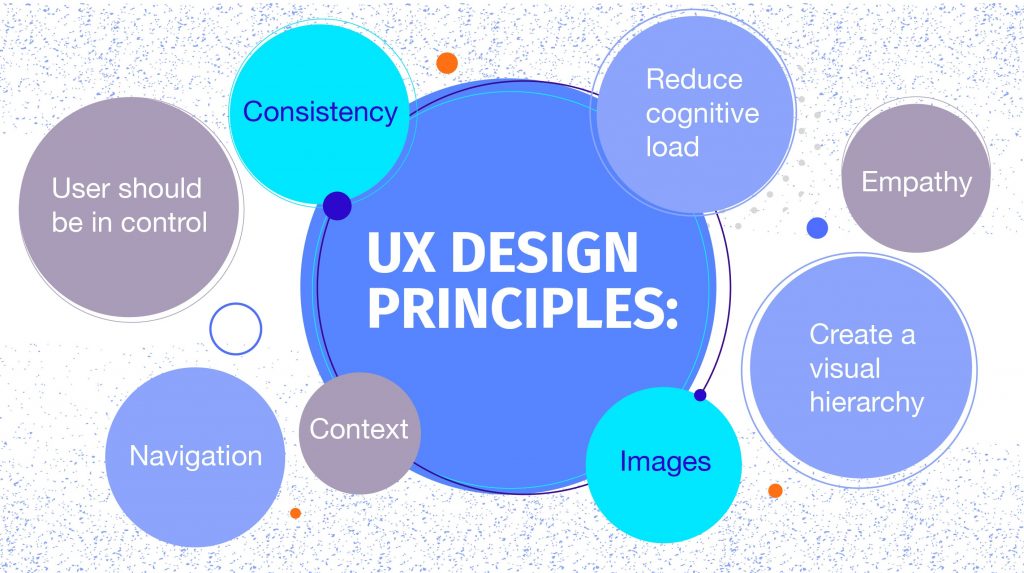 UX DESIGN
PRINCIPLES:
User should
be in control
Consistency
Reduce
cognitive
load
Empathy
Create a
visual
hierarchy
Images
Context
Navigation